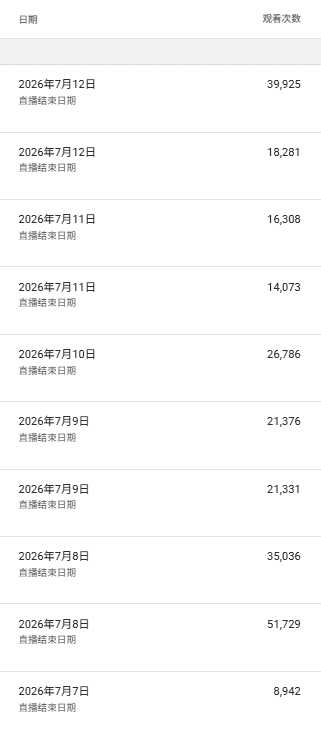 日期 观看次数
2026年7月12日 39,925
直播结束日期
2026年7月12日 18,281
直播结束日期
2026年7月11日 16,308
直播结束日期
2026年7月11日 14,073
直播结束日期
2026年7月10日 26,786
直播结束日期
2026年7月9日 21,376
直播结束日期
2026年7月9日 21,331
直播结束日期
2026年7月8日 35,036
直播结束日期
2026年7月8日 51,729
直播结束日期
2026年7月7日 8,942
直播结束日期